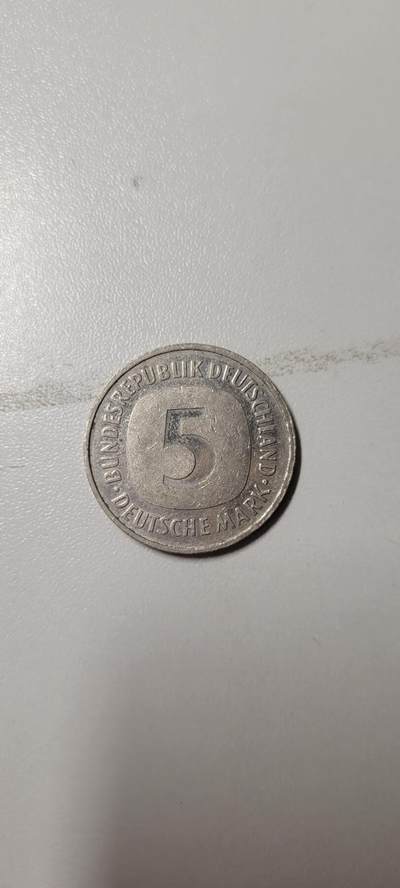 BUNDESREPUBLIK DEUTSCHLAND
5
• DEUTSCHE MARK •